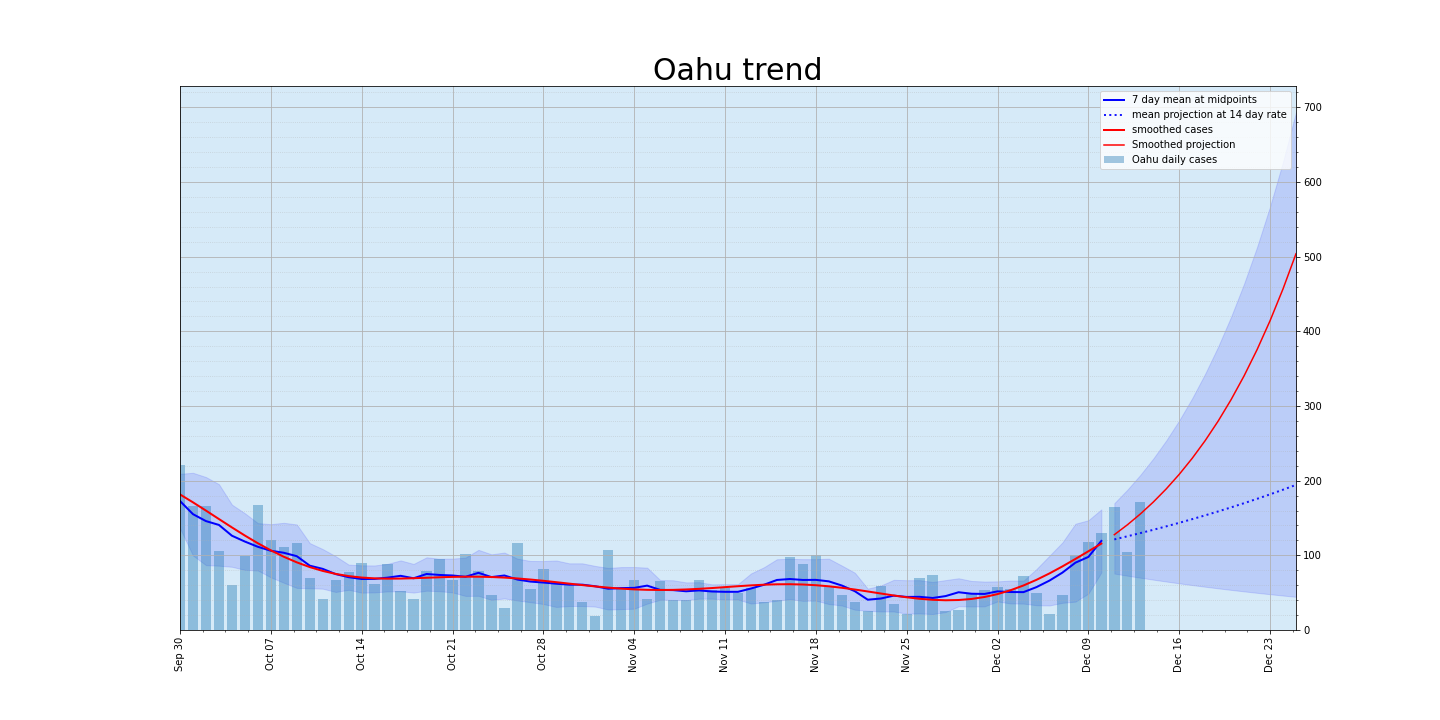 Oahu trend
7 day mean at midpoints
mean projection at 14 day rate
smoothed cases
Smoothed projection
Oahu daily cases
700
600
500
400
300
200
100
0
Sep 30
Oct 07
Oct 14
Oct 21
Oct 28
Nov 04
Nov 11
Nov 18
Nov 25
Dec 02
Dec 09
Dec 16
Dec 23